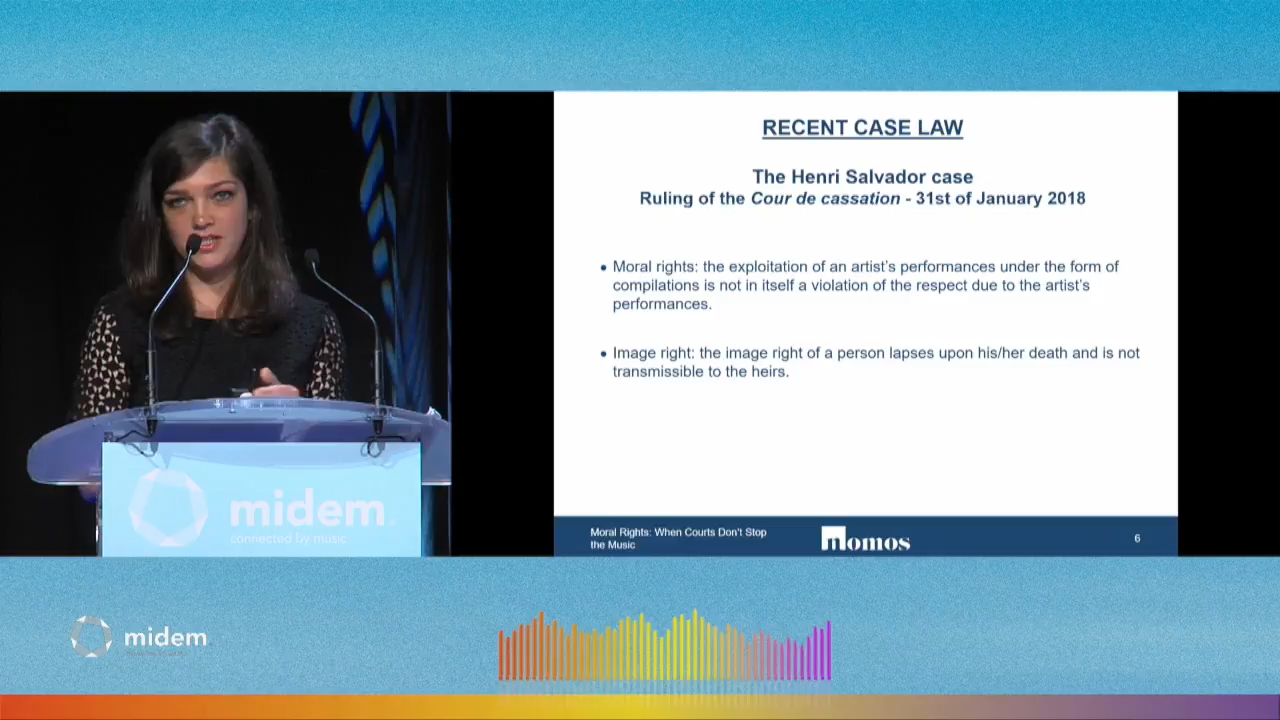 RECENT CASE LAW
The Henri Salvador case
Ruling of the Cour de cassation - 31st of January 2018
• Moral rights: the exploitation of an artist's performances under the form of
compilations is not in itself a violation of the respect due to the artist's
performances.
• Image right: the image right of a person lapses upon his/her death and is not
transmissible to the heirs.
Moral Rights: When Courts Don't Stop
the Music
nomos
6
midem.
connected by music
midem.